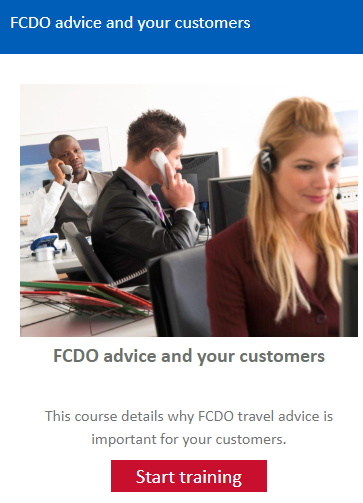 FCDO advice and your customers
FCDO advice and your customers
This course details why FCDO travel advice is
important for your customers.
Start training